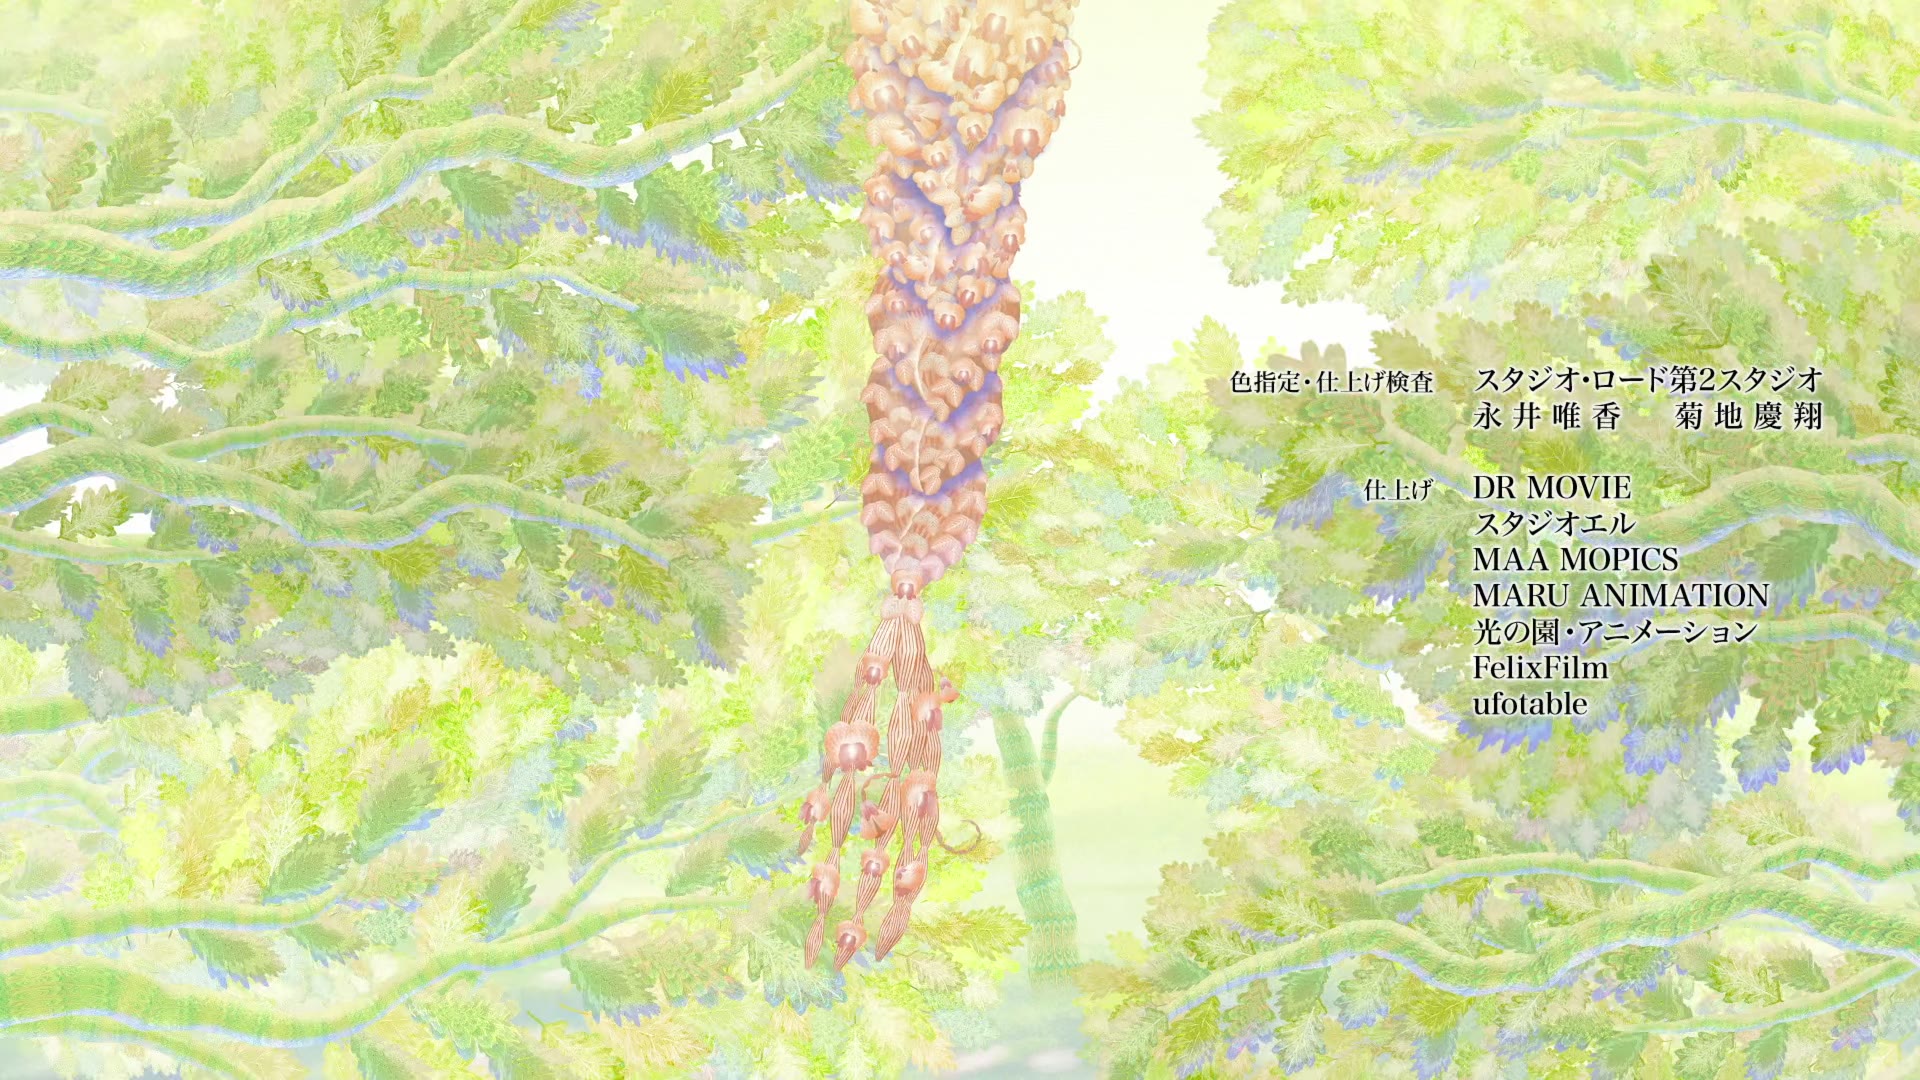 色指定・仕上げ検査 スタジオ・ロード第2スタジオ
永井唯香 菊地慶翔
仕上げ DR MOVIE
スタジオエル
MAA MOPICS
MARU ANIMATION
光の園・アニメーション
FelixFilm
ufotable